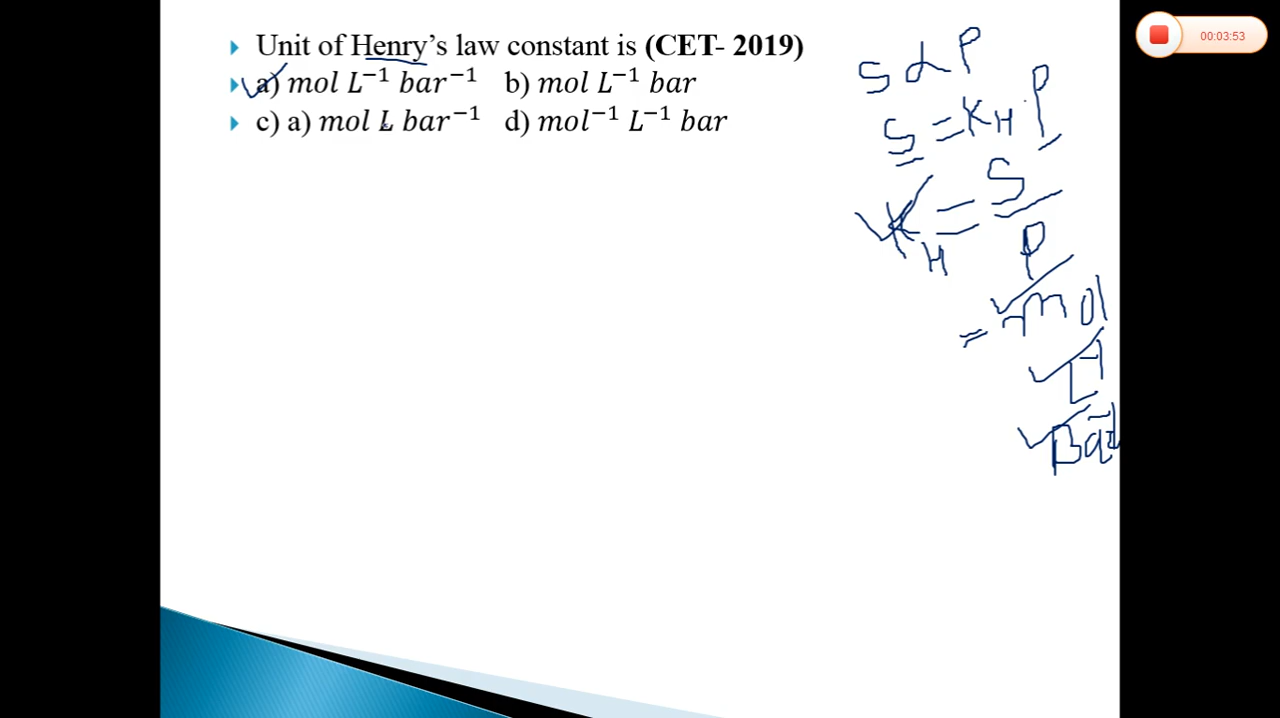 Unit of Henry's law constant is (CET- 2019)
a) mol L⁻¹ bar⁻¹ b) mol L⁻¹ bar
c) a) mol L bar⁻¹ d) mol⁻¹ L⁻¹ bar
S α P
S = K_H P
K_H = S / P
= mol
L⁻¹
Bar⁻¹
00:03:53